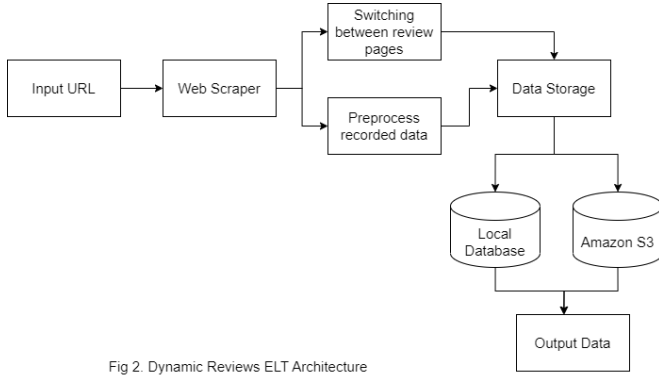 Switching
between review
pages
Input URL
Web Scraper
Data Storage
Preprocess
recorded data
Local
Database
Amazon S3
Output Data
Fig 2. Dynamic Reviews ELT Architecture